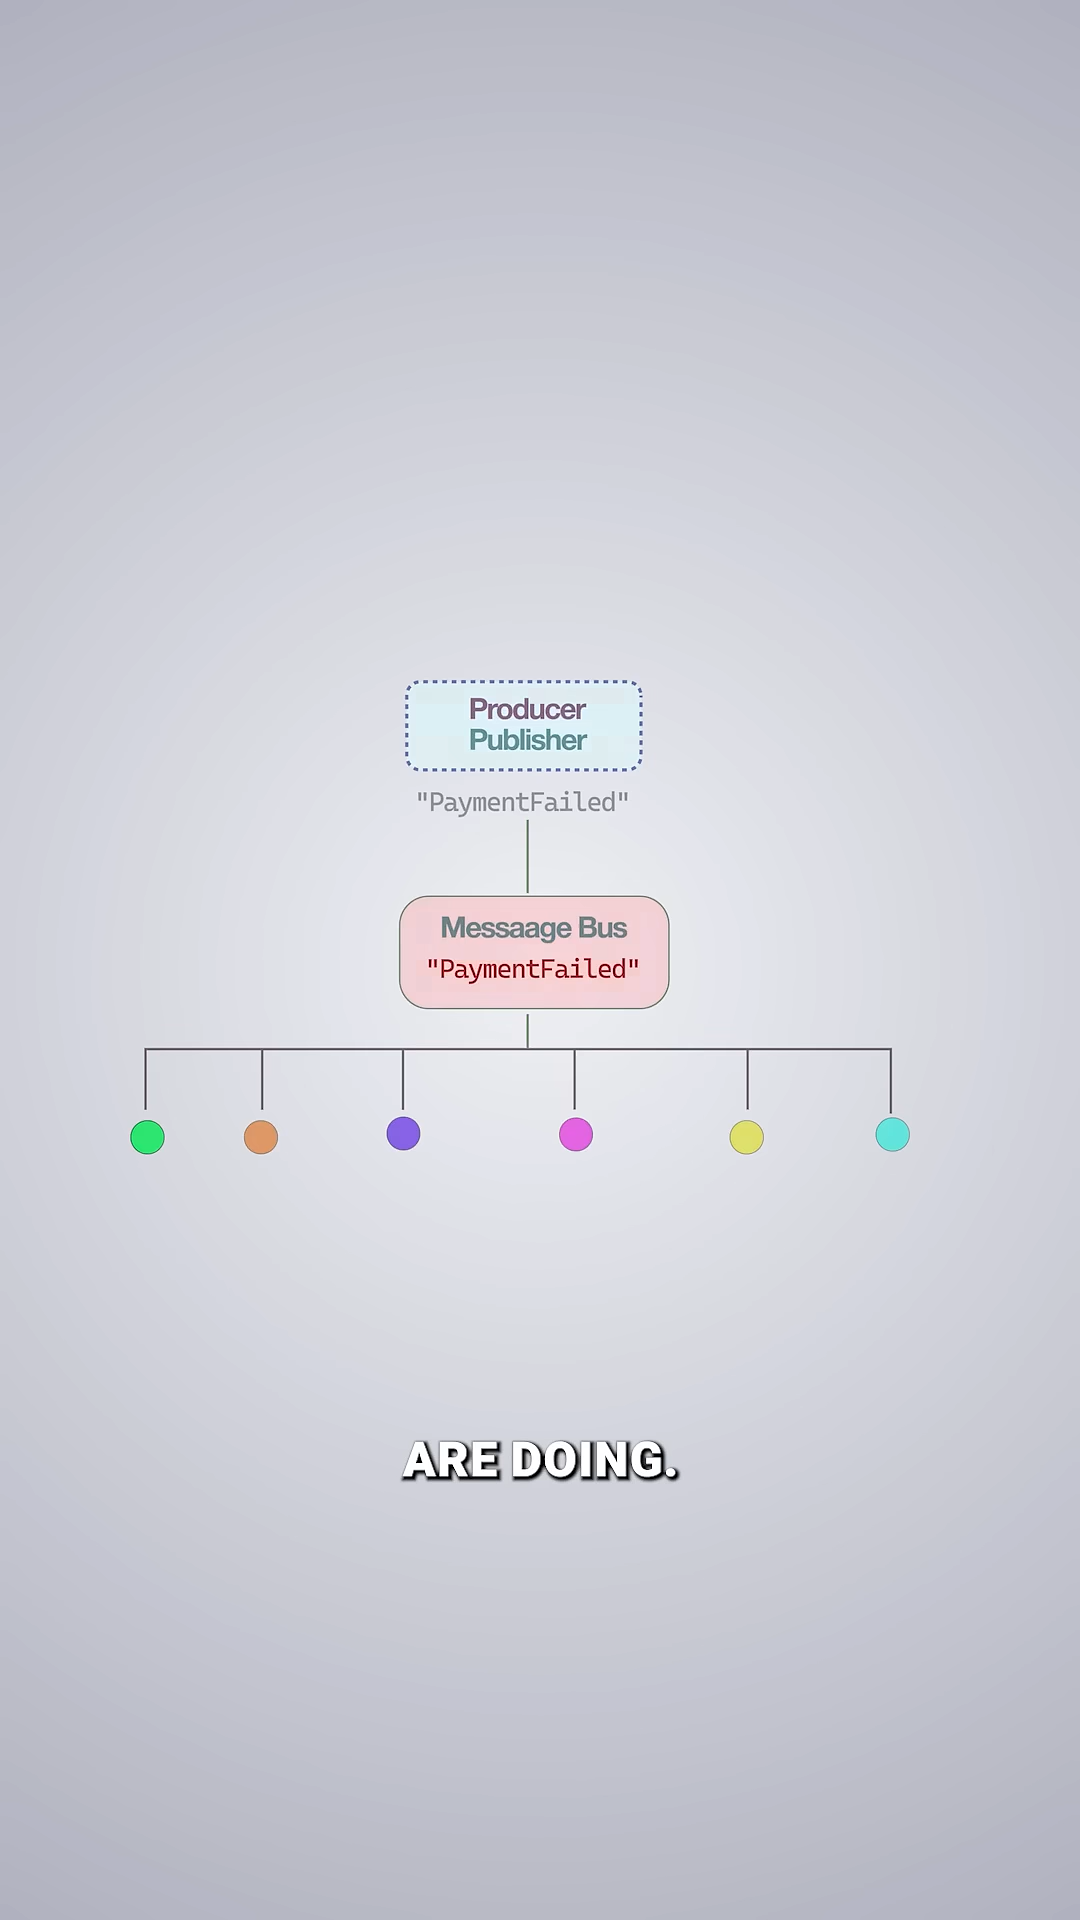 Producer
Publisher
"PaymentFailed"
Messaage Bus
"PaymentFailed"
ARE DOING.